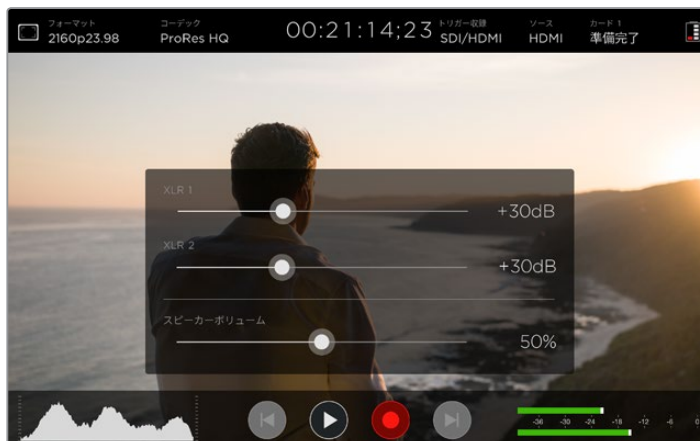 フォーマット
2160p23.98
コーデック
ProRes HQ
00:21:14;23
トリガー収録
SDI/HDMI
ソース
HDMI
カード 1
準備完了
XLR 1
+30dB
XLR 2
+30dB
スピーカーボリューム
50%
-36 -30 -24 -18 -12 -6